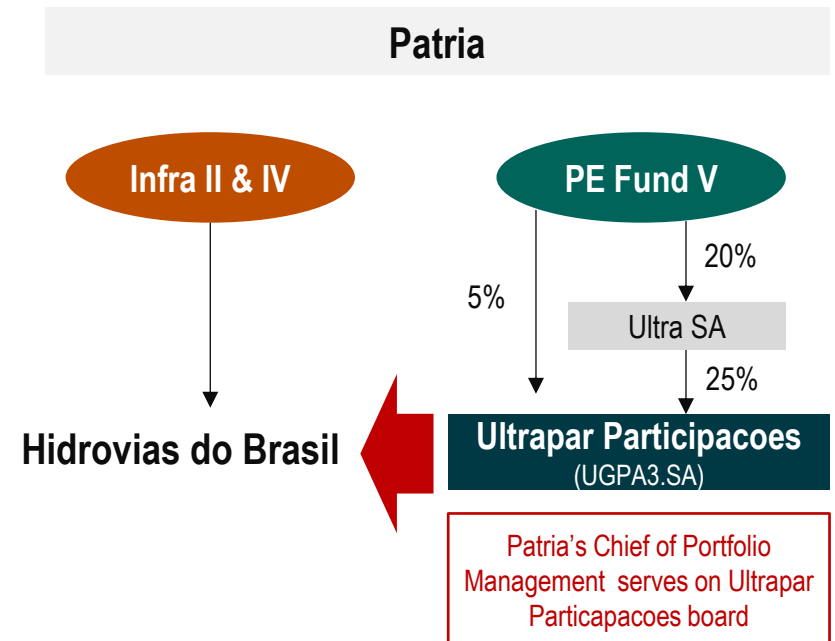 Patria
Infra II & IV
PE Fund V
20%
5%
Ultra SA
25%
Hidrovias do Brasil
Ultrapar Participacoes
(UGPA3.SA)
Patria's Chief of Portfolio
Management serves on Ultrapar
Particapacoes board